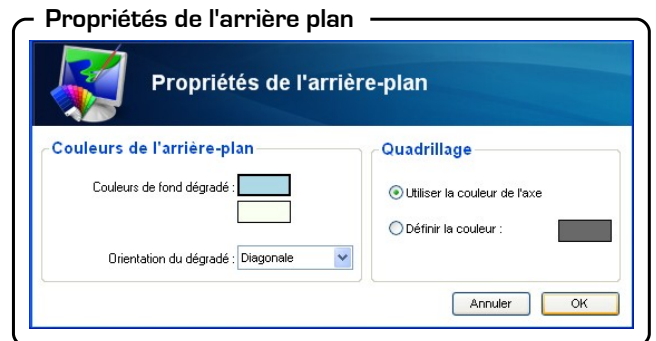 Propriétés de l'arrière plan
Propriétés de l'arrière-plan
Couleurs de l'arrière-plan
Couleurs de fond dégradé :
Orientation du dégradé : Diagonale
Quadrillage
Utiliser la couleur de l'axe
Définir la couleur :
Annuler
OK